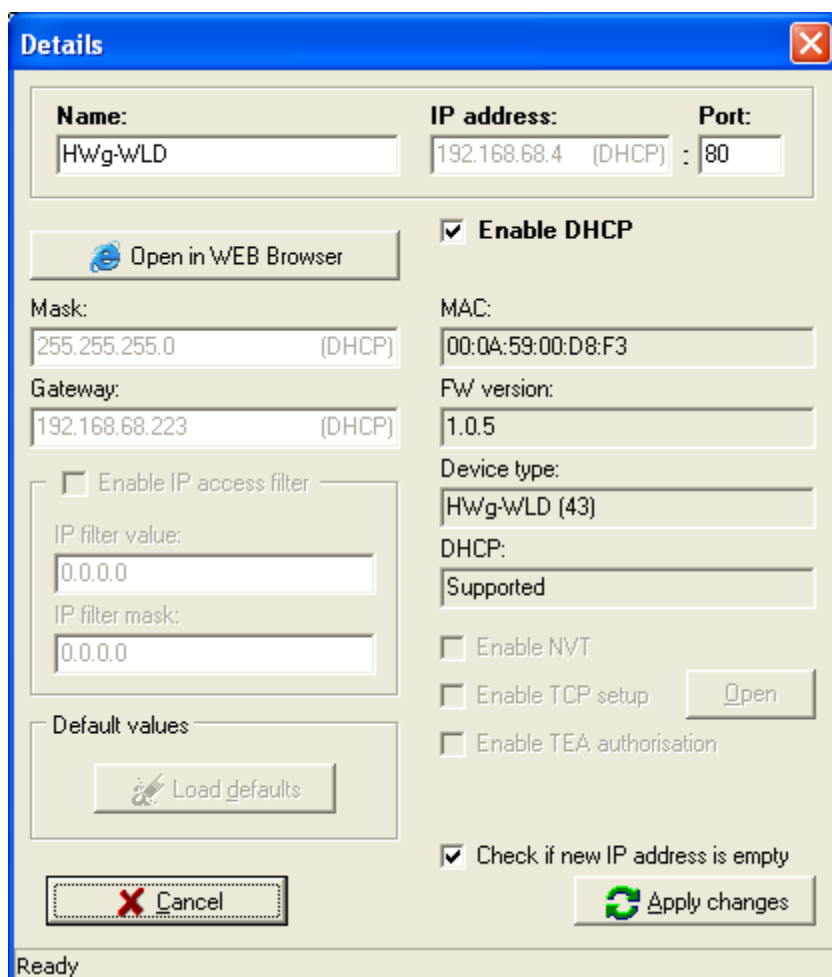 Details
Name: IP address: Port:
HWg-WLD 192.168.68.4 (DHCP) : 80
Open in WEB Browser
Enable DHCP
Mask:
255.255.255.0 (DHCP)
Gateway:
192.168.68.223 (DHCP)
Enable IP access filter
IP filter value:
0.0.0.0
IP filter mask:
0.0.0.0
Default values
Load defaults
MAC:
00:0A:59:00:D8:F3
FW version:
1.0.5
Device type:
HWg-WLD (43)
DHCP:
Supported
Enable NVT
Enable TCP setup Open
Enable TEA authorisation
Check if new IP address is empty
Cancel Apply changes
Ready